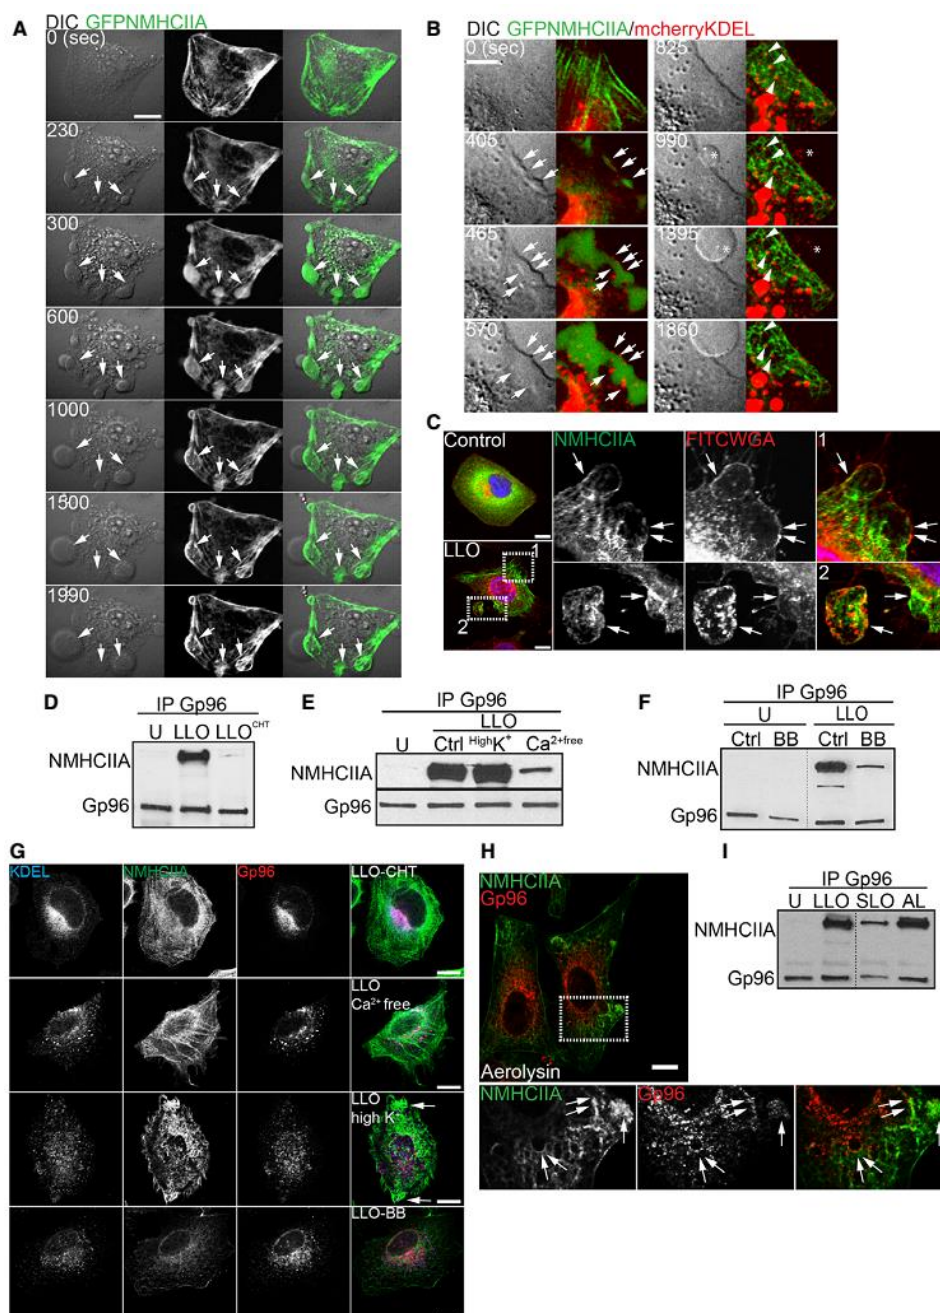 A
DIC GFPNMHCIIA
0 (sec)
230
300
600
1000
1500
1990
B
DIC GFPNMHCIIA/mcherryKDEL
0 (sec)
825
405
990
*
*
465
1395
*
*
570
1860
C
Control
NMHCIIA
FITCWGA
1
LLO
1
2
2
D
IP Gp96
U LLO LLO CHT
NMHCIIA
Gp96
E
IP Gp96
LLO
U Ctrl High K+ Ca2+free
NMHCIIA
Gp96
F
IP Gp96
U LLO
Ctrl BB Ctrl BB
NMHCIIA
Gp96
G
KDEL NMHCIIA Gp96 LLO-CHT
LLO
Ca2+ free
LLO
high K+
LLO-BB
H
NMHCIIA
Gp96
Aerolysin
NMHCIIA
Gp96
I
IP Gp96
U LLO SLO AL
NMHCIIA
Gp96